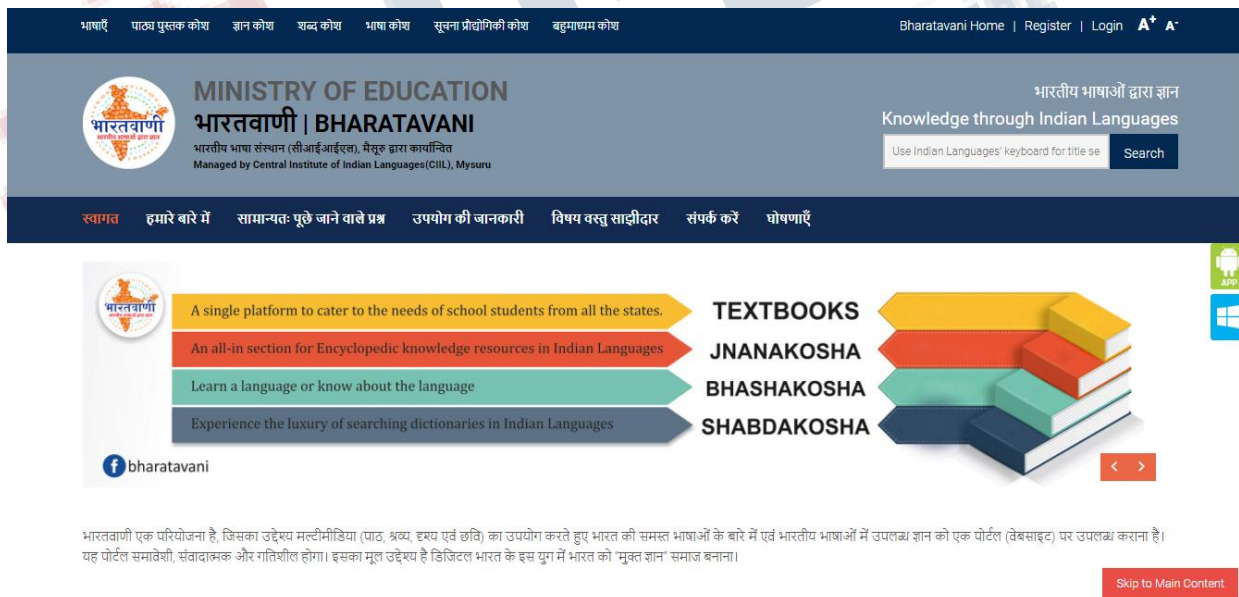 भाषाएँ पाठ्य पुस्तक कोश ज्ञान कोश शब्द कोश भाषा कोश सूचना प्रौद्योगिकी कोश बहुमाध्यम कोश Bharatavani Home | Register | Login A+ A-
MINISTRY OF EDUCATION
भारतवाणी | BHARATAVANI
भारतीय भाषा संस्थान (सीआईआईएल), मैसूरु द्वारा कार्यान्वित
Managed by Central Institute of Indian Languages(CIIL), Mysuru
भारतवाणी
भारतीय भाषाओं द्वारा ज्ञान
भारतीय भाषाओं द्वारा ज्ञान
Knowledge through Indian Languages
Use Indian Languages' keyboard for title se Search
स्वागत हमारे बारे में सामान्यतः पूछे जाने वाले प्रश्न उपयोग की जानकारी विषय वस्तु साझीदार संपर्क करें घोषणाएँ
APP
भारतवाणी
A single platform to cater to the needs of school students from all the states. TEXTBOOKS
An all-in section for Encyclopedic knowledge resources in Indian Languages JNANAKOSHA
Learn a language or know about the language BHASHAKOSHA
Experience the luxury of searching dictionaries in Indian Languages SHABDAKOSHA
bharatavani
भारतवाणी एक परियोजना है, जिसका उद्देश्य मल्टीमीडिया (पाठ, श्रव्य, दृश्य एवं छवि) का उपयोग करते हुए भारत की समस्त भाषाओं के बारे में एवं भारतीय भाषाओं में उपलब्ध ज्ञान को एक पोर्टल (वेबसाइट) पर उपलब्ध कराना है।
यह पोर्टल समावेशी, संवादात्मक और गतिशील होगा। इसका मूल उद्देश्य है डिजिटल भारत के इस युग में भारत को "मुक्त ज्ञान" समाज बनाना।
Skip to Main Content